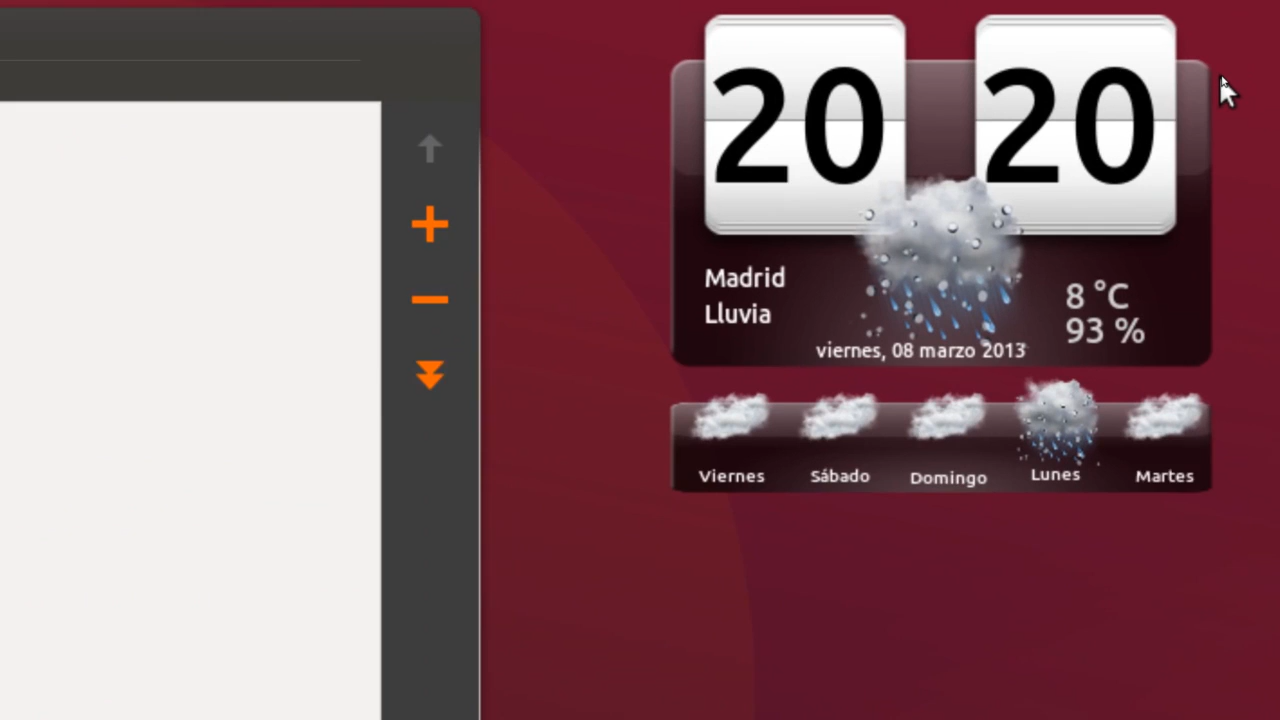 20 20
Madrid
Lluvia
8 °C
93 %
viernes, 08 marzo 2013
Viernes Sábado Domingo Lunes Martes